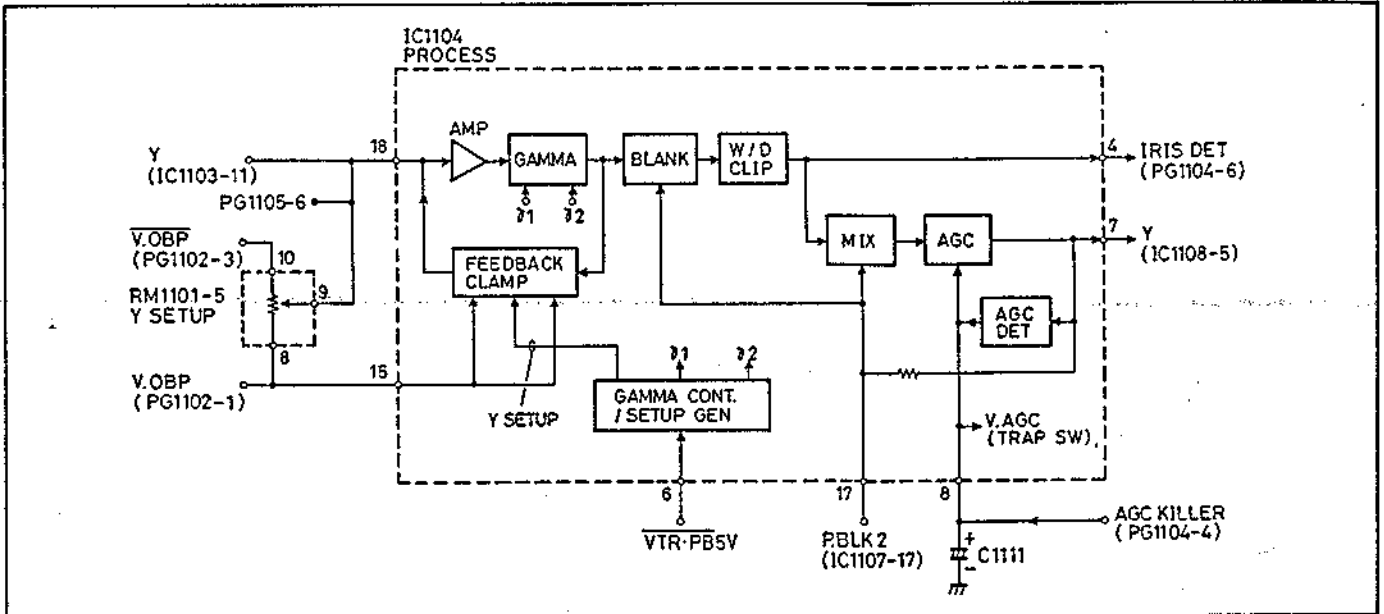 IC1104
PROCESS
AMP
18
Y
(IC1103-11)
GAMMA
BLANK
W/D
CLIP
4
IRIS DET
(PG1104-6)
PG1105-6
γ1
γ2
V.OBP
(PG1102-3)
10
MIX
AGC
7
Y
(IC1108-5)
FEEDBACK
CLAMP
RM1101-5
Y SETUP
9
AGC
DET
8
V.OBP
(PG1102-1)
15
γ1
γ2
Y SETUP
GAMMA CONT.
/SETUP GEN
V.AGC
(TRAP SW)
6
17
8
VTR·PB5V
P.BLK2
(IC1107-17)
AGC KILLER
(PG1104-4)
+
C1111
-